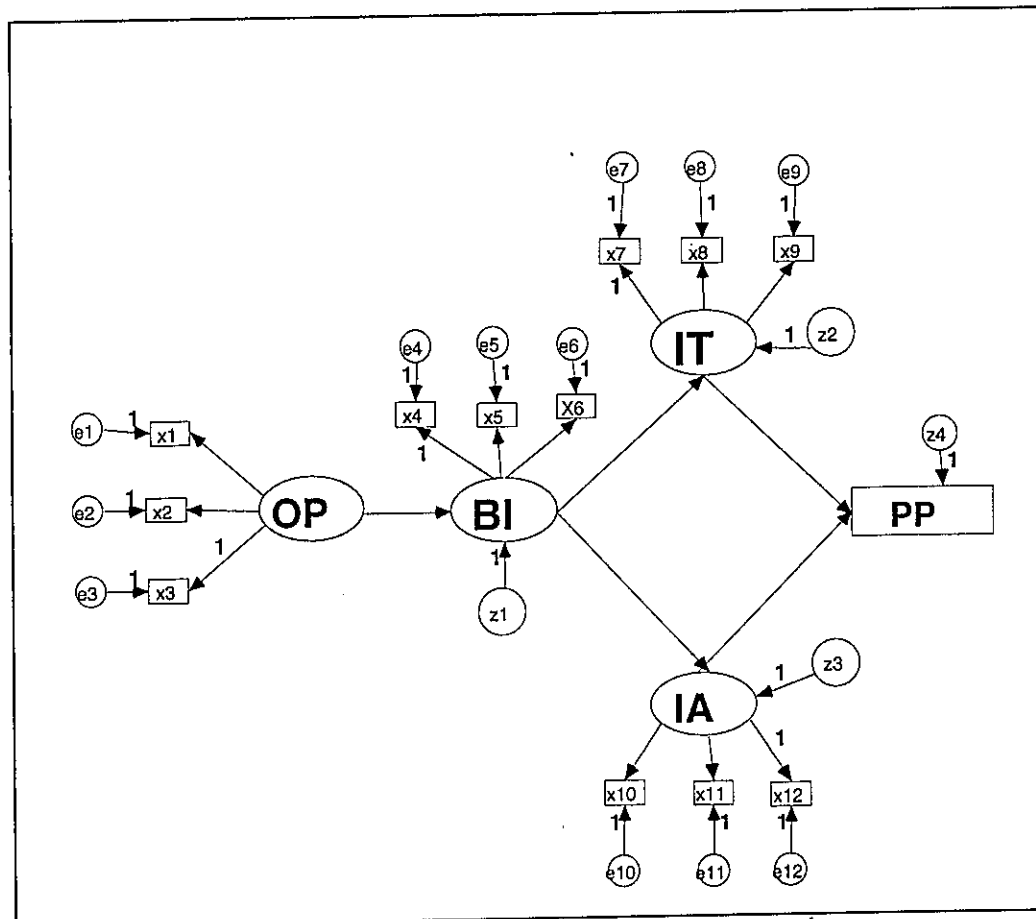 e7 e8 e9
1 1 1
x7 x8 x9
1
IT 1 z2
e4 e5 e6
1 1 1
x4 x5 X6
1
e1 1 x1
z4
1
e2 1 x2
OP
BI
PP
1
e3 1 x3
1
z1
z3
1
IA
1
x10 x11 x12
1 1 1
e10 e11 e12